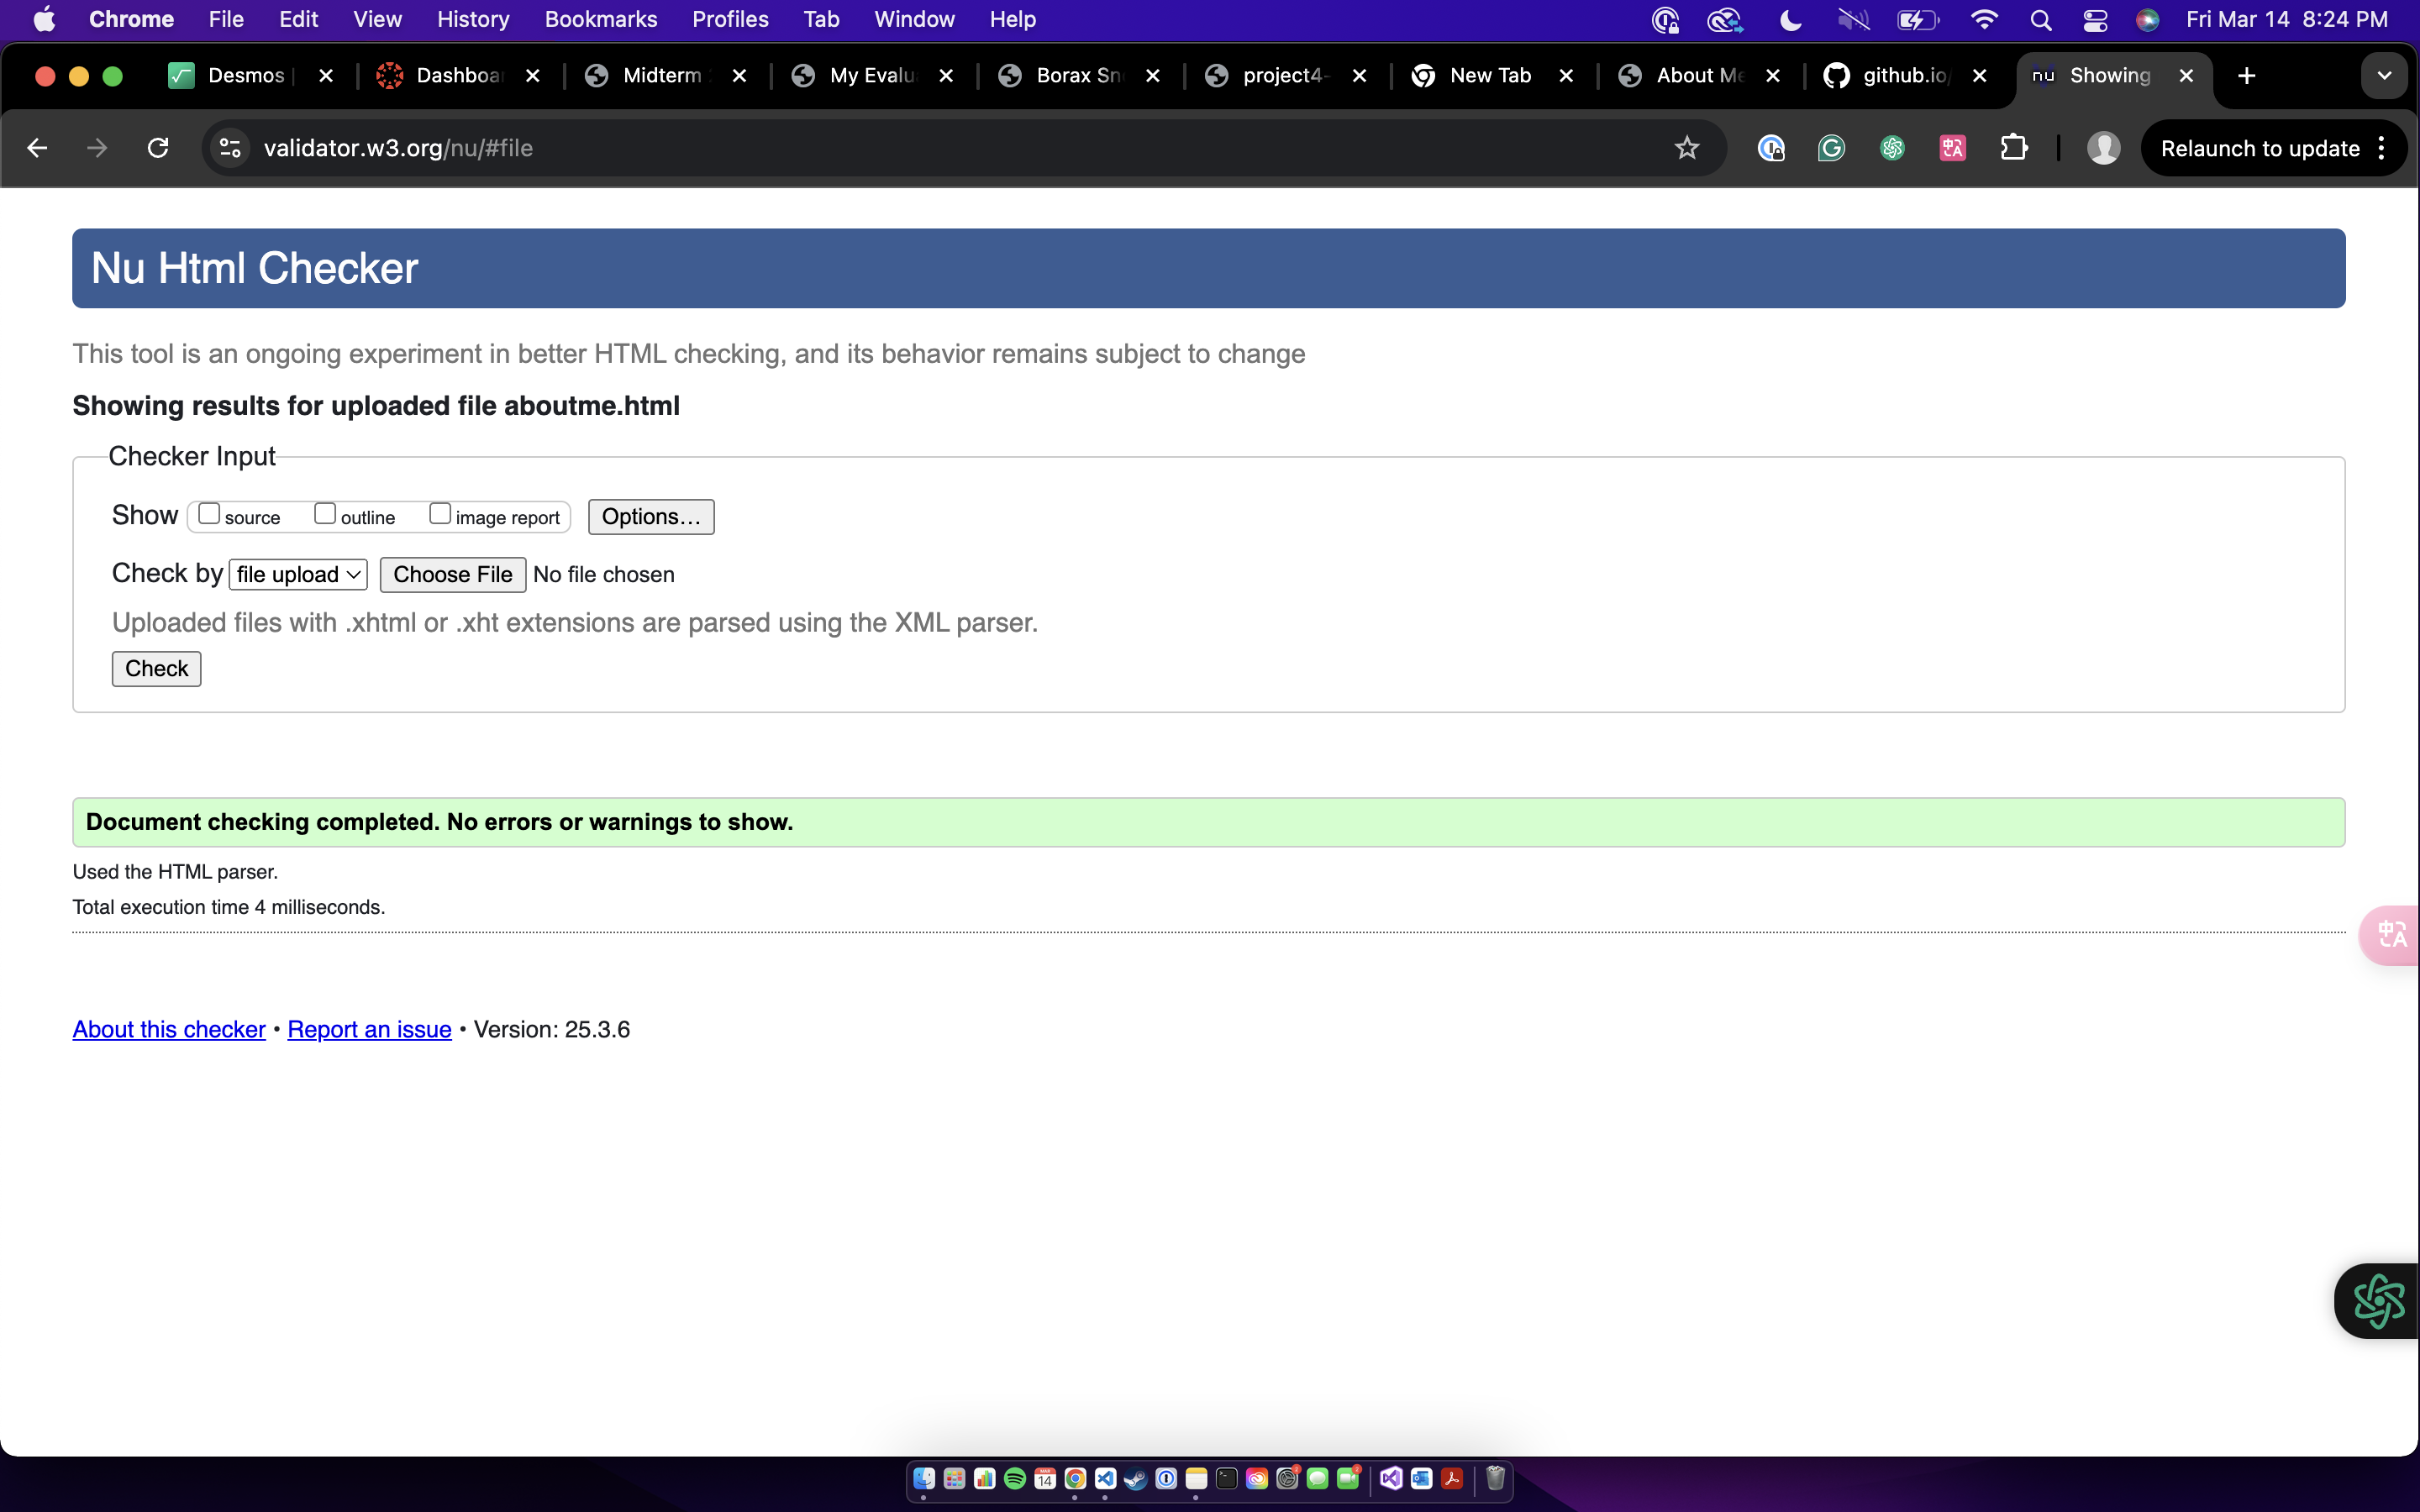 Chrome File Edit View History Bookmarks Profiles Tab Window Help Fri Mar 14 8:24 PM
Desmos Dashboar Midterm My Evalu Borax Sn project4- New Tab About Me github.io/ nu Showing
validator.w3.org/nu/#file Relaunch to update
Nu Html Checker
This tool is an ongoing experiment in better HTML checking, and its behavior remains subject to change
Showing results for uploaded file aboutme.html
Checker Input
Show source outline image report Options...
Check by file upload Choose File No file chosen
Uploaded files with .xhtml or .xht extensions are parsed using the XML parser.
Check
Document checking completed. No errors or warnings to show.
Used the HTML parser.
Total execution time 4 milliseconds.
中A
About this checker • Report an issue • Version: 25.3.6
14